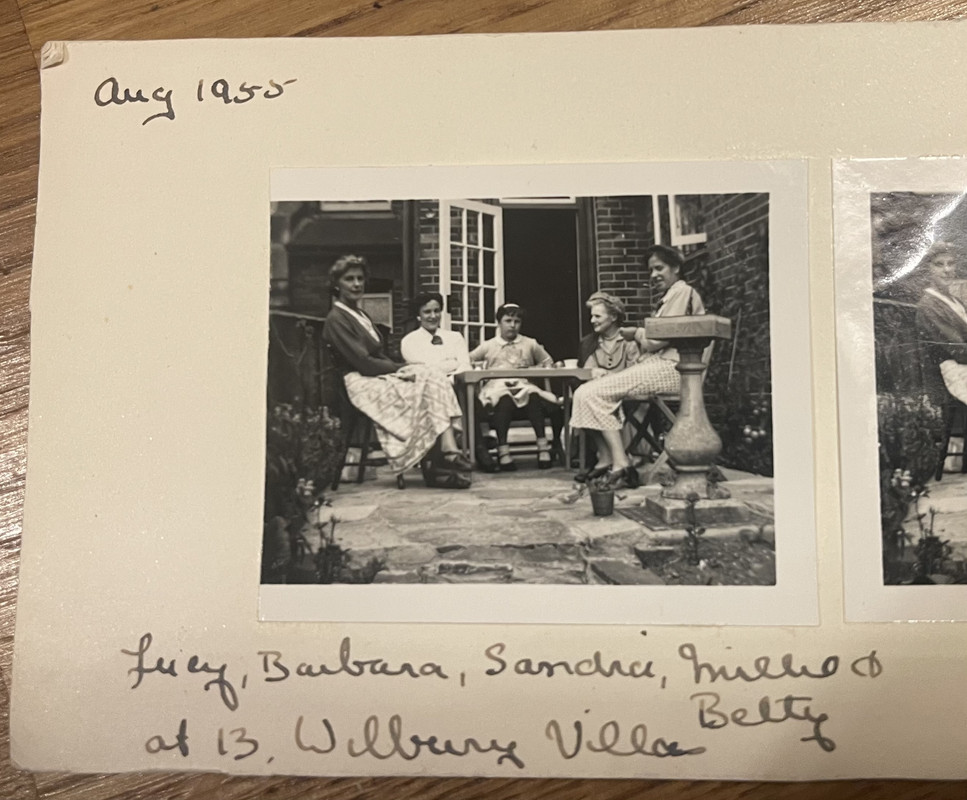 Aug 1955
Lucy, Barbara, Sandra, Millie &
Betty
at 13, Wilbury Villas